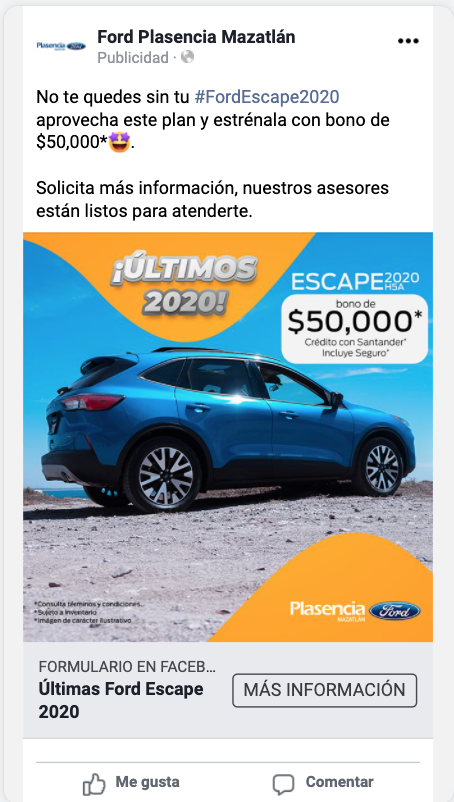 Plasencia Ford
Ford Plasencia Mazatlán
Publicidad ·
No te quedes sin tu #FordEscape2020
aprovecha este plan y estrénala con bono de
$50,000*🤩.
Solicita más información, nuestros asesores
están listos para atenderte.
¡ÚLTIMOS
2020!
ESCAPE 2020
H5A
bono de
$50,000*
Crédito con Santander*
Incluye Seguro*
*Consulta términos y condiciones.
*Sujeto a inventario
*Imagen de carácter ilustrativo
Plasencia Ford
MAZATLÁN
FORMULARIO EN FACEB...
Últimas Ford Escape
2020
MÁS INFORMACIÓN
Me gusta
Comentar